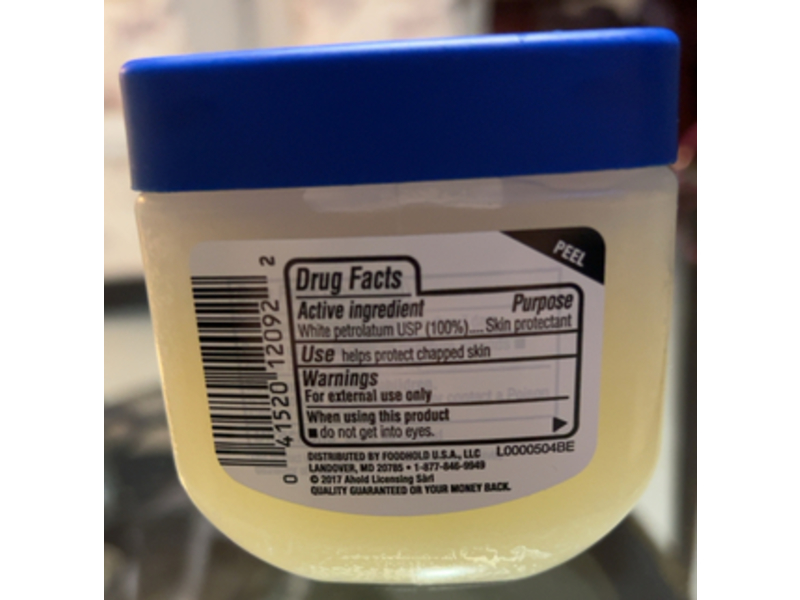 PEEL
Drug Facts
Active ingredient Purpose
White petrolatum USP (100%)....Skin protectant
Use helps protect chapped skin
Warnings
For external use only
When using this product
■ do not get into eyes.
DISTRIBUTED BY FOODHOLD U.S.A., LLC L0000504BE
LANDOVER, MD 20785 • 1-877-846-9949
© 2017 Ahold Licensing Sàrl
QUALITY GUARANTEED OR YOUR MONEY BACK.
0 41520 12092 2